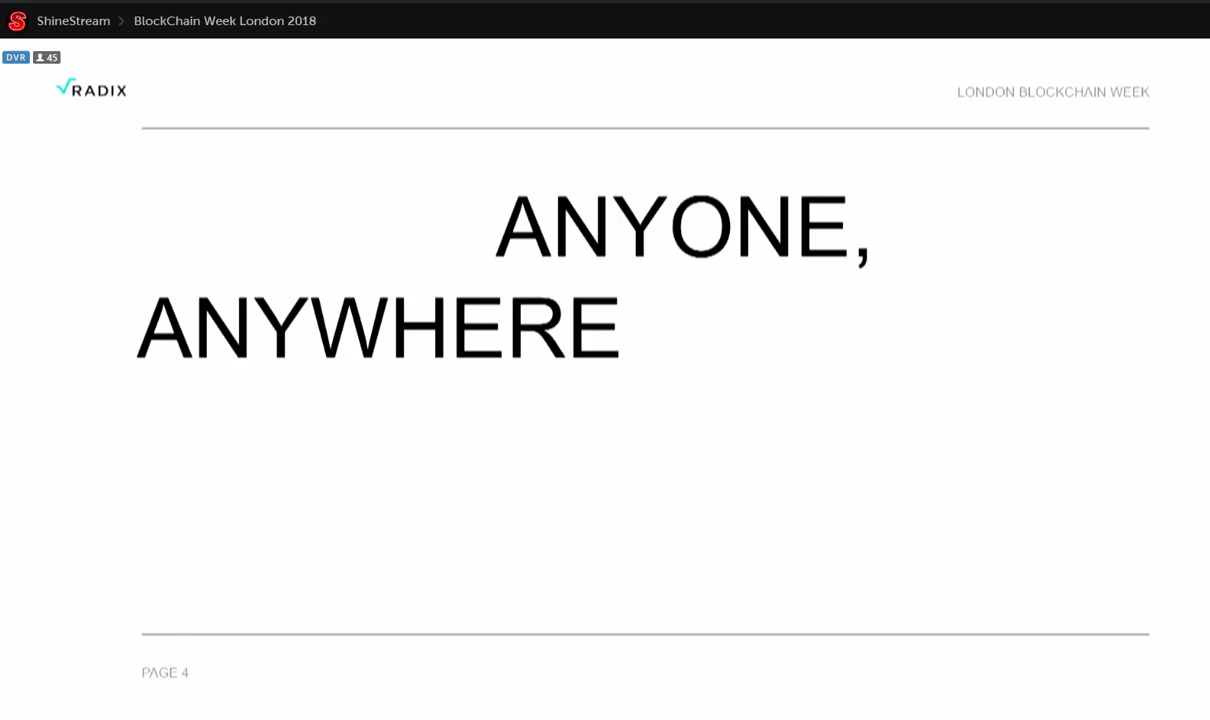 ShineStream > BlockChain Week London 2018
DVR 45
RADIX
LONDON BLOCKCHAIN WEEK
ANYONE,
ANYWHERE
PAGE 4